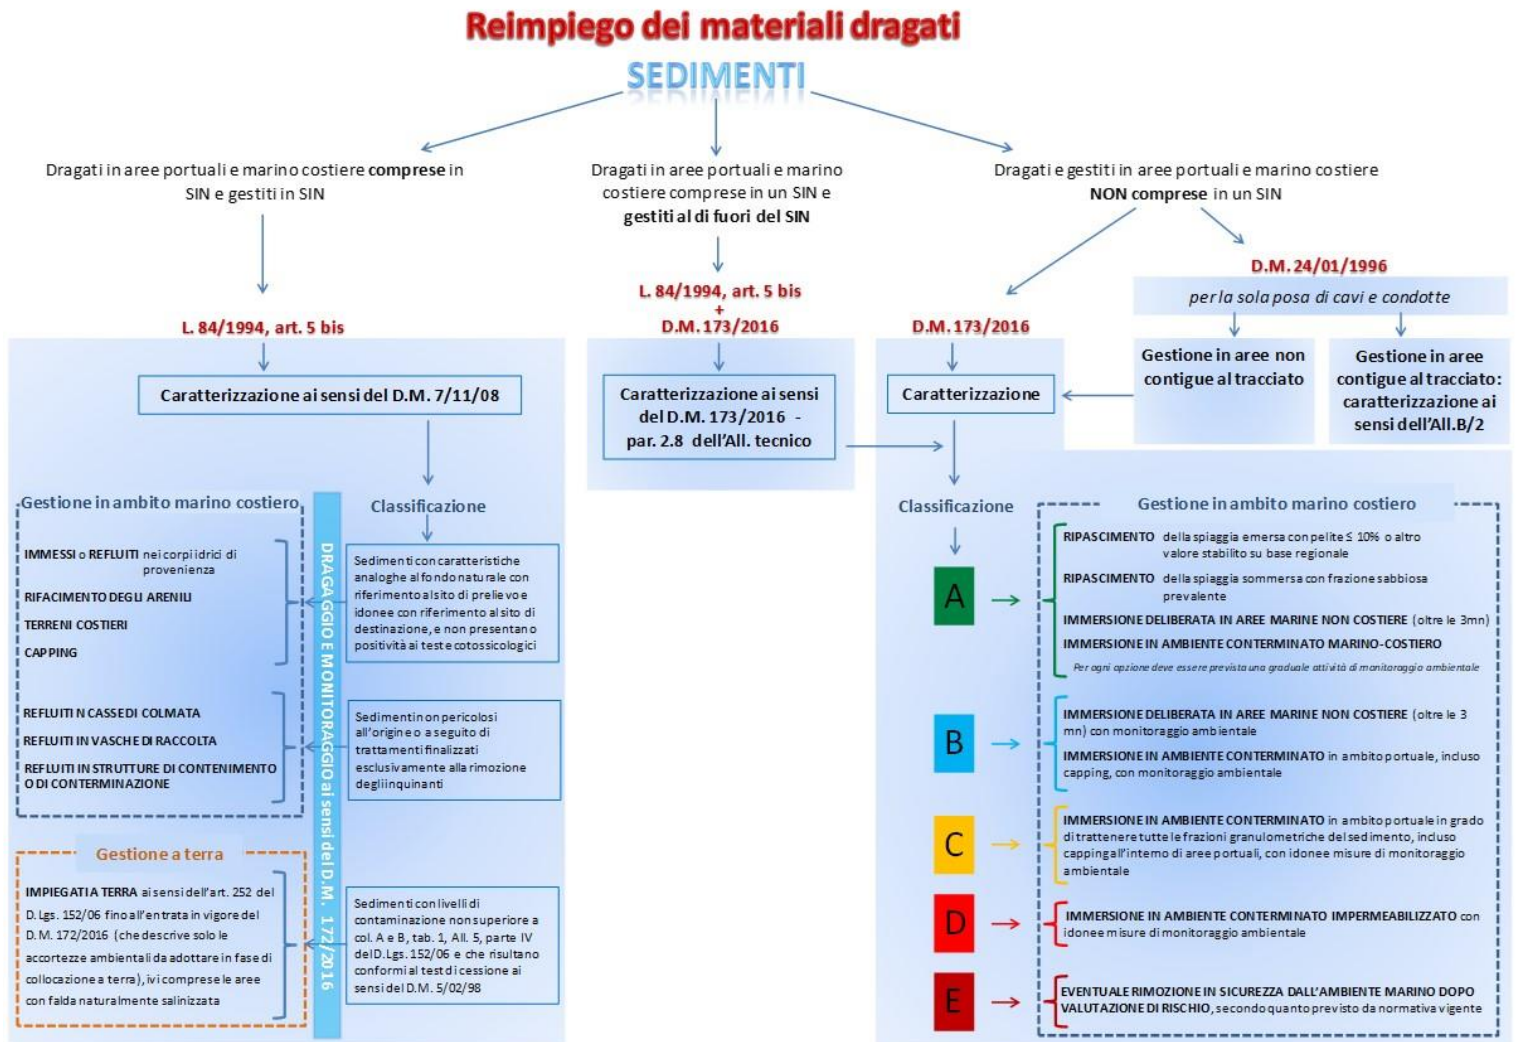 Reimpiego dei materiali dragati
SEDIMENTI
Dragati in aree portuali e marino costiere comprese in
SIN e gestiti in SIN
Dragati in aree portuali e marino
costiere comprese in un SIN e
gestiti al di fuori del SIN
Dragati e gestiti in aree portuali e marino costiere
NON comprese in un SIN
L. 84/1994, art. 5 bis
Caratterizzazione ai sensi del D.M. 7/11/08
Gestione in ambito marino costiero
Classificazione
IMMESSI o REFLUITI nei corpi idrici di
provenienza
RIFACIMENTO DEGLI ARENILI
TERRENI COSTIERI
CAPPING
REFLUITI N CASSE DI COLMATA
REFLUITI IN VASCHE DI RACCOLTA
REFLUITI IN STRUTTURE DI CONTENIMENTO
O DI CONTERMINAZIONE
Gestione a terra
IMPIEGATI A TERRA ai sensi dell'art. 252 del
D.Lgs. 152/06 fino all'entrata in vigore del
D.M. 172/2016 (che descrive solo le
accortezze ambientali da adottare in fase di
collocazione a terra), ivi comprese le aree
con falda naturalmente salinizzata
DRAGAGGIO E MONITORAGGIO ai sensi del D.M. 172/2016
Sedimenti con caratteristiche
analoghe al fondo naturale con
riferimento al sito di prelievo e
idonee con riferimento al sito di
destinazione, e non presentano
positività ai test ecotossicologici
Sedimenti non pericolosi
all'origine o a seguito di
trattamenti finalizzati
esclusivamente alla rimozione
degli inquinanti
Sedimenti con livelli di
contaminazione non superiore a
col. A e B, tab. 1, All. 5, parte IV
del D.Lgs. 152/06 e che risultano
conformi al test di cessione ai
sensi del D.M. 5/02/98
L. 84/1994, art. 5 bis
+
D.M. 173/2016
Caratterizzazione ai sensi
del D.M. 173/2016 -
par. 2.8 dell'All. tecnico
D.M. 173/2016
Caratterizzazione
D.M. 24/01/1996
per la sola posa di cavi e condotte
Gestione in aree non
contigue al tracciato
Gestione in aree
contigue al tracciato:
caratterizzazione ai
sensi dell'All.B/2
Classificazione
Gestione in ambito marino costiero
A
RIPASCIMENTO della spiaggia emersa con pelite ≤ 10% o altro
valore stabilito su base regionale
RIPASCIMENTO della spiaggia sommersa con frazione sabbiosa
prevalente
IMMERSIONE DELIBERATA IN AREE MARINE NON COSTIERE (oltre le 3mn)
IMMERSIONE IN AMBIENTE CONTERMINATO MARINO-COSTIERO
Per ogni opzione deve essere prevista una graduale attività di monitoraggio ambientale
B
IMMERSIONE DELIBERATA IN AREE MARINE NON COSTIERE (oltre le 3
mn) con monitoraggio ambientale
IMMERSIONE IN AMBIENTE CONTERMINATO in ambito portuale, incluso
capping, con monitoraggio ambientale
C
IMMERSIONE IN AMBIENTE CONTERMINATO in ambito portuale in grado
di trattenere tutte le frazioni granulometriche del sedimento, incluso
capping all'interno di aree portuali, con idonee misure di monitoraggio
ambientale
D
IMMERSIONE IN AMBIENTE CONTERMINATO IMPERMEABILIZZATO con
idonee misure di monitoraggio ambientale
E
EVENTUALE RIMOZIONE IN SICUREZZA DALL'AMBIENTE MARINO DOPO
VALUTAZIONE DI RISCHIO, secondo quanto previsto da normativa vigente